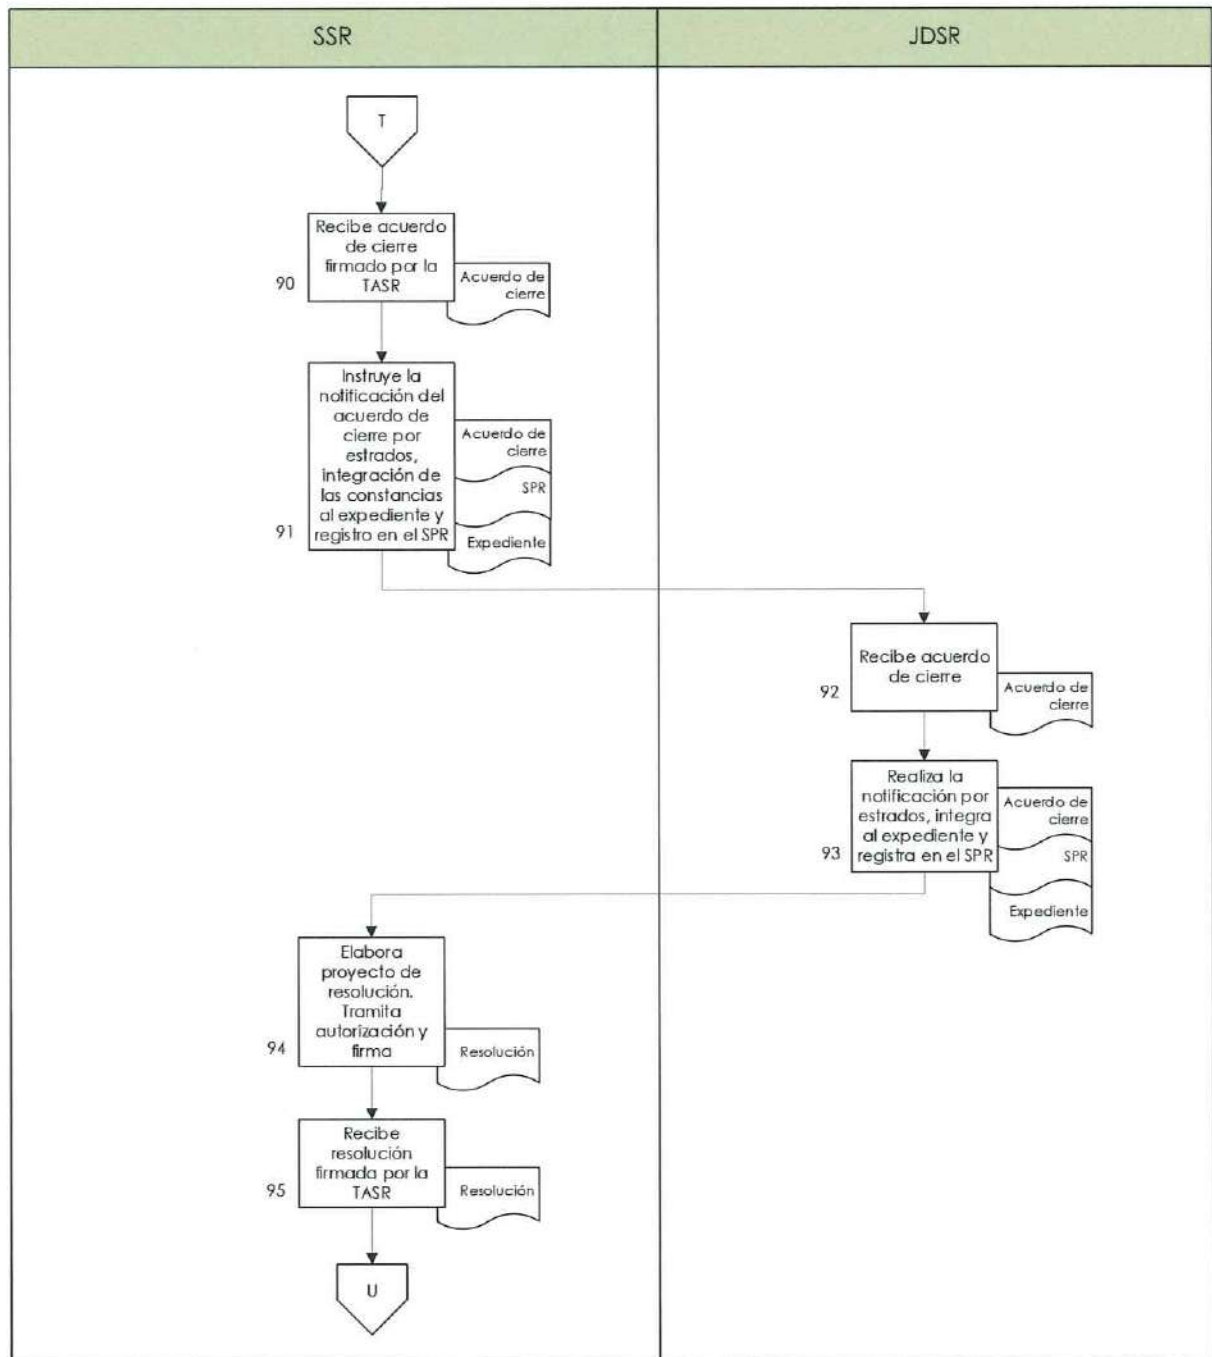 SSR
JDSR
T
Recibe acuerdo
de cierre
firmado por la
TASR
90
Acuerdo de
cierre
Instruye la
notificación del
acuerdo de
cierre por
estrados,
integración de
las constancias
al expediente y
registro en el SPR
91
Acuerdo de
cierre
SPR
Expediente
Recibe acuerdo
de cierre
92
Acuerdo de
cierre
Realiza la
notificación por
estrados, integra
al expediente y
registra en el SPR
93
Acuerdo de
cierre
SPR
Expediente
Elabora
proyecto de
resolución.
Tramita
autorización y
firma
94
Resolución
Recibe
resolución
firmada por la
TASR
95
Resolución
U